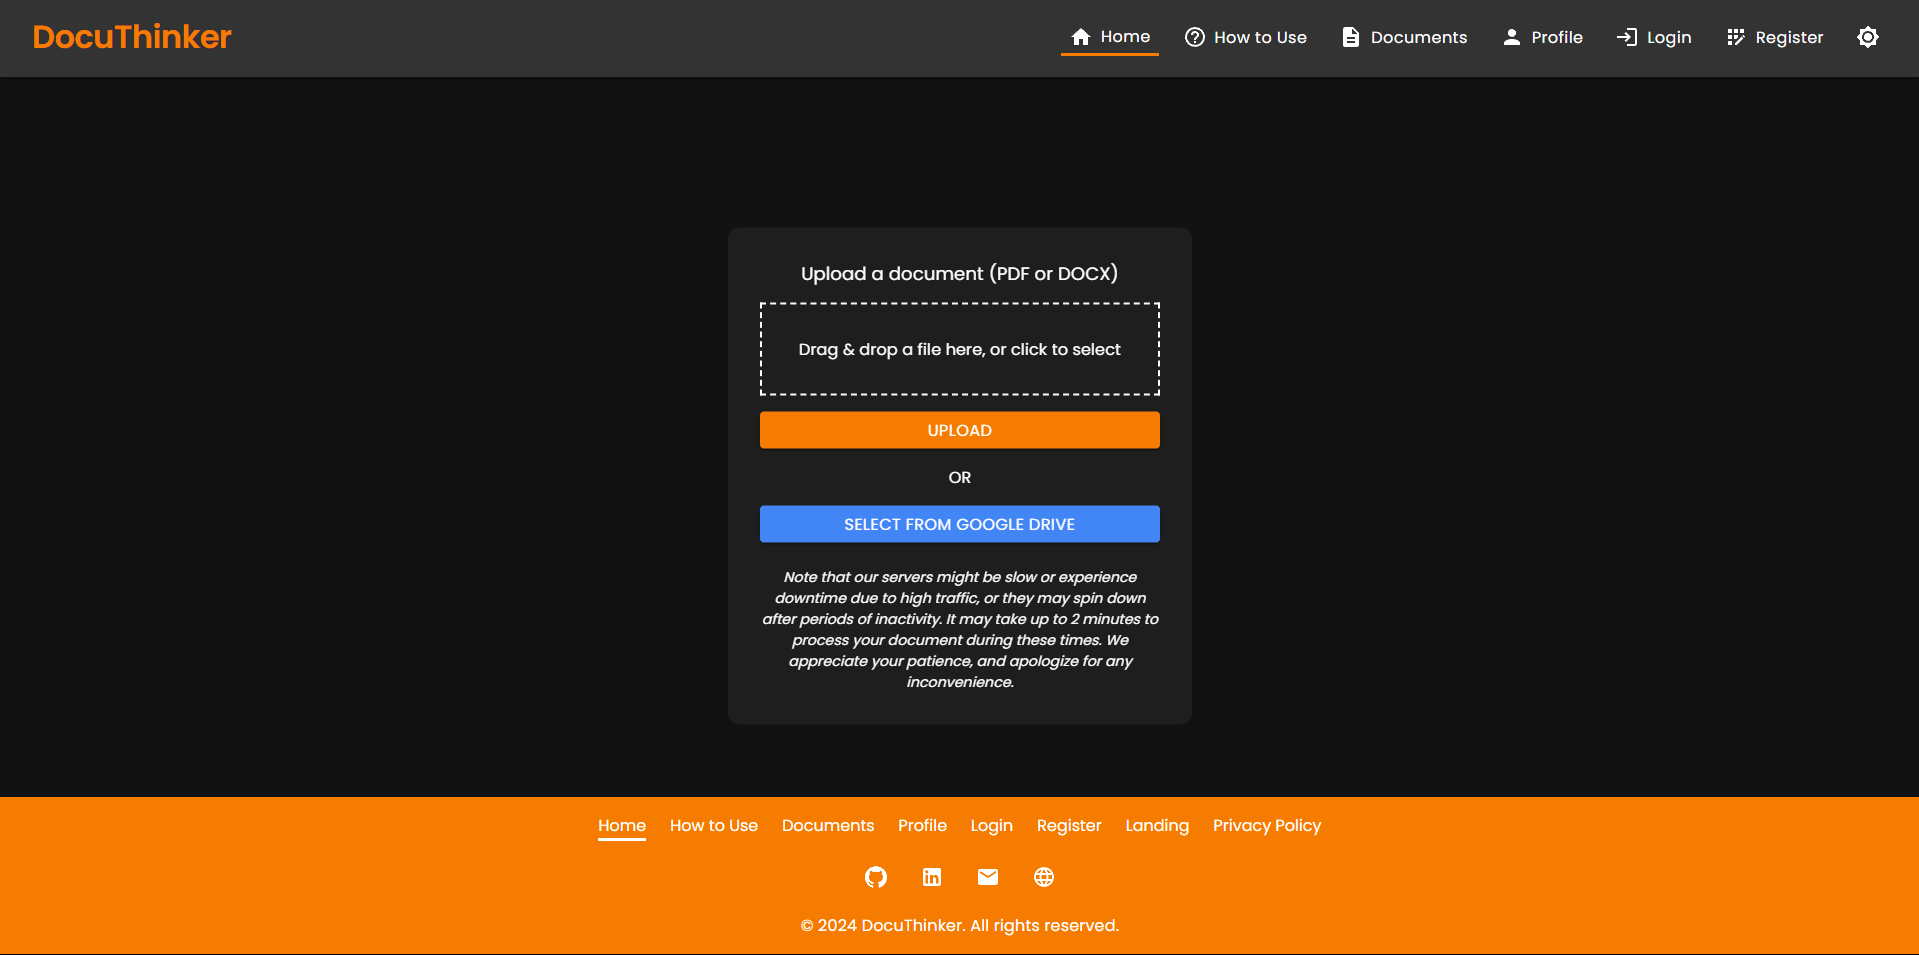 DocuThinker
Home
How to Use
Documents
Profile
Login
Register
Upload a document (PDF or DOCX)
Drag & drop a file here, or click to select
UPLOAD
OR
SELECT FROM GOOGLE DRIVE
Note that our servers might be slow or experience
downtime due to high traffic, or they may spin down
after periods of inactivity. It may take up to 2 minutes to
process your document during these times. We
appreciate your patience, and apologize for any
inconvenience.
Home How to Use Documents Profile Login Register Landing Privacy Policy
© 2024 DocuThinker. All rights reserved.